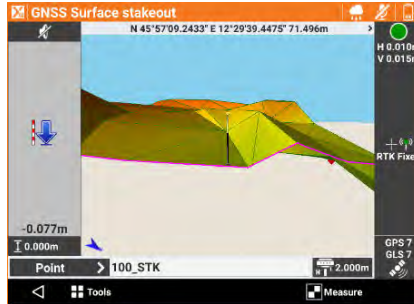 GNSS Surface stakeout
N 45°57'09.2433" E 12°29'39.4475" 71.496m >
H 0.010m
V 0.015m
RTK Fixe
-0.077m
0.000m
GPS 7
GLS 7
Point > 100_STK
H 2.000m
Tools
Measure